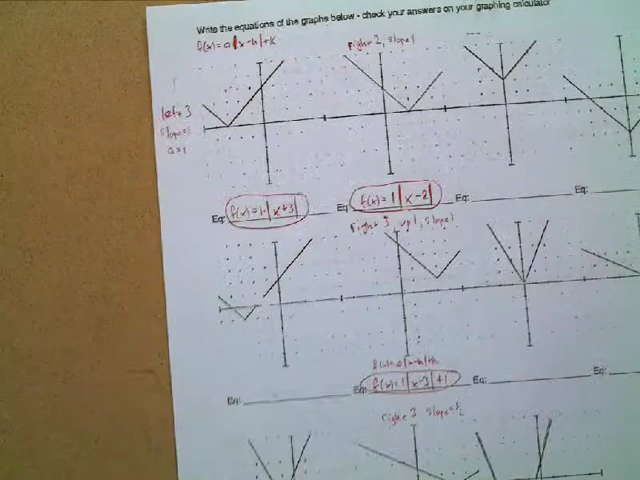 Write the equations of the graphs below - check your answers on your graphing calculator
f(x)=a|x-h|+k
right 2, slope 1
left 3
slope=1
a=1
Eq: f(x)=1·|x+3|
Eq f(x)=1|x-2|
Eq:
Eq:
right 3, up 1, slope 1
f(x)=a|x-h|+k
Eq:
Eq: f(x)=1|x-3|+1
Eq:
Eq:
right 3 slope=